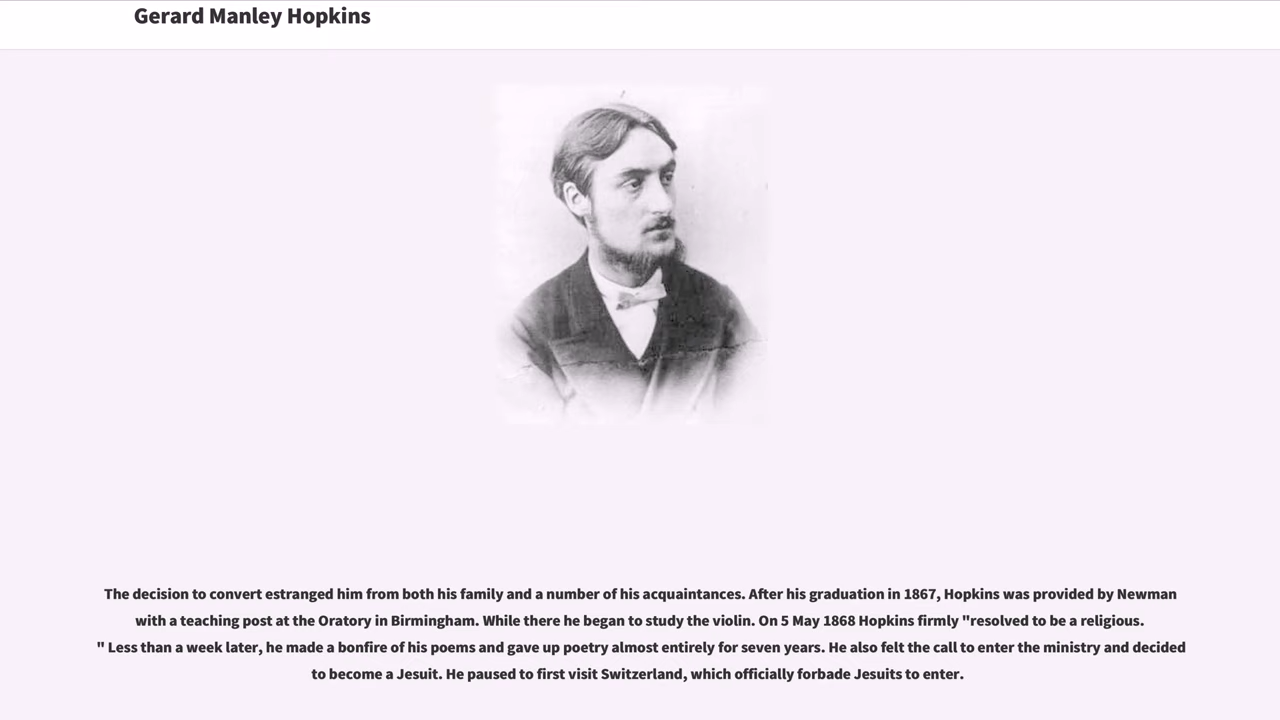 Gerard Manley Hopkins
The decision to convert estranged him from both his family and a number of his acquaintances. After his graduation in 1867, Hopkins was provided by Newman
with a teaching post at the Oratory in Birmingham. While there he began to study the violin. On 5 May 1868 Hopkins firmly "resolved to be a religious.
" Less than a week later, he made a bonfire of his poems and gave up poetry almost entirely for seven years. He also felt the call to enter the ministry and decided
to become a Jesuit. He paused to first visit Switzerland, which officially forbade Jesuits to enter.